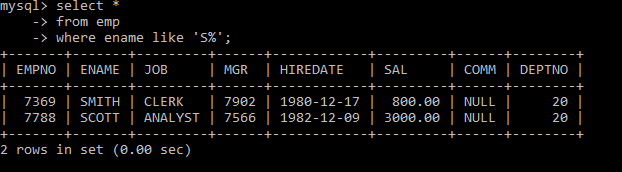 mysql> select *
    -> from emp
    -> where ename like 'S%';
+-------+-------+---------+------+------------+---------+------+--------+
| EMPNO | ENAME | JOB     | MGR  | HIREDATE   | SAL     | COMM | DEPTNO |
+-------+-------+---------+------+------------+---------+------+--------+
|  7369 | SMITH | CLERK   | 7902 | 1980-12-17 |  800.00 | NULL |     20 |
|  7788 | SCOTT | ANALYST | 7566 | 1982-12-09 | 3000.00 | NULL |     20 |
+-------+-------+---------+------+------------+---------+------+--------+
2 rows in set (0.00 sec)